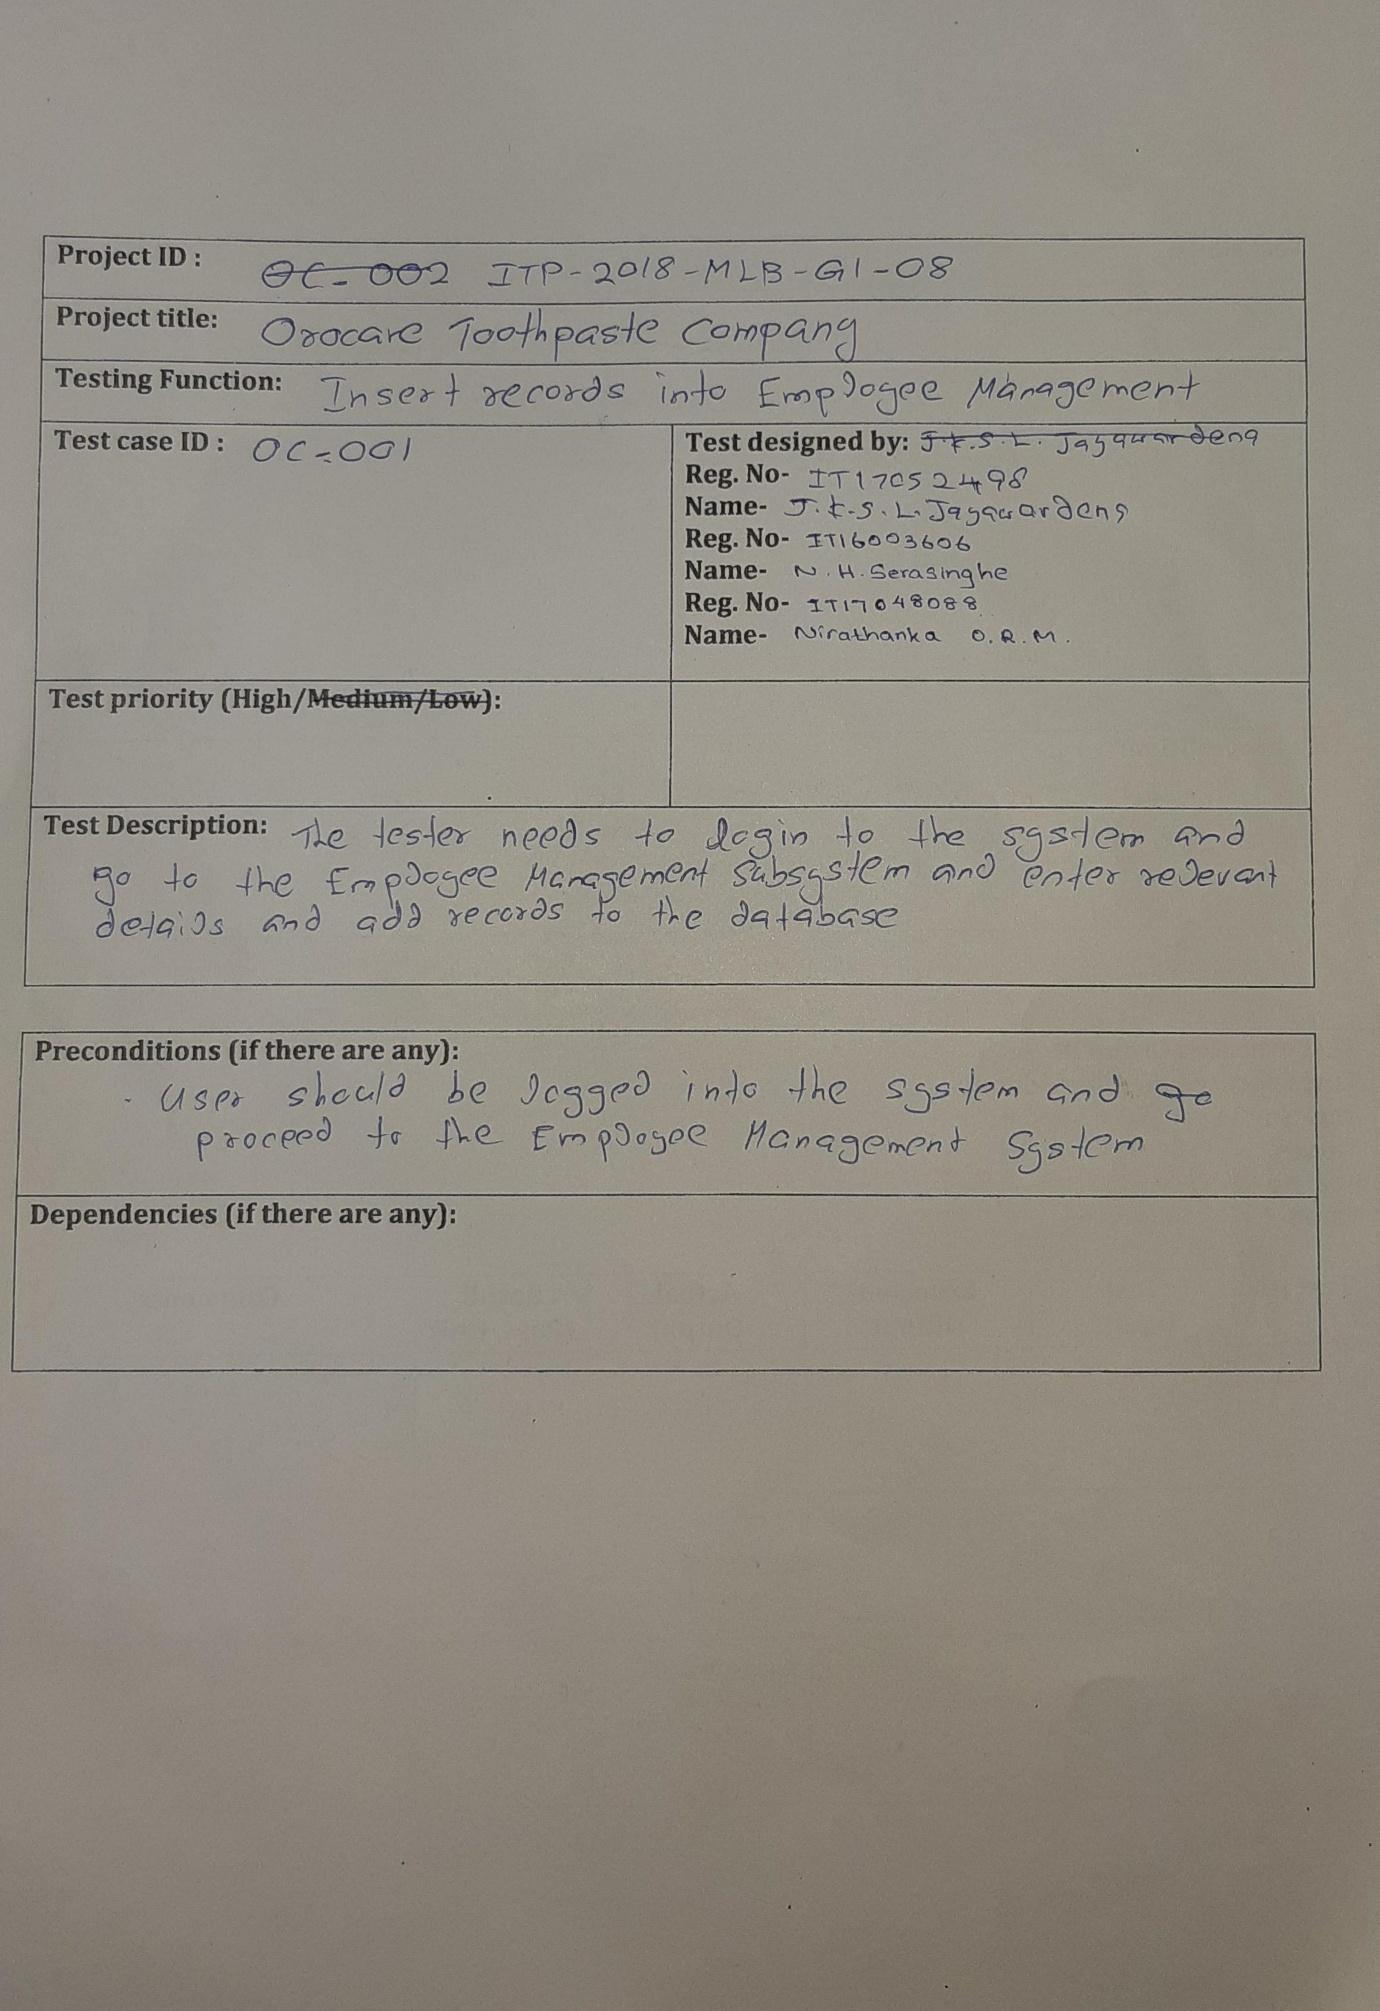 Project ID : OC-002 ITP-2018-MLB-G1-08
Project title: Orocare Toothpaste Company
Testing Function: Insert records into Employee Management
Test case ID : OC-001
Test designed by: J.K.S.L. Jayawardena
Reg. No- IT17052498
Name- J.K.S.L. Jayawardena
Reg. No- IT16003606
Name- N.H. Serasinghe
Reg. No- IT17048088
Name- Nirathanka O.R.M.
Test priority (High/Medium/Low):
Test Description: The tester needs to login to the system and
go to the Employee Management Subsystem and enter relevant
details and add records to the database
Preconditions (if there are any):
· User should be logged into the system and go
proceed to the Employee Management System
Dependencies (if there are any):